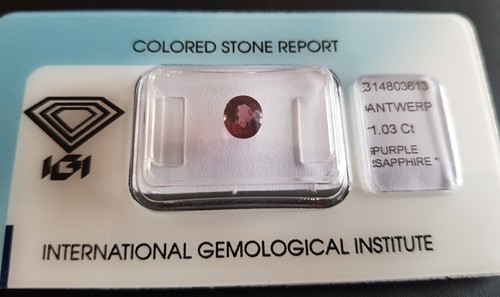 COLORED STONE REPORT
IGI
314803613
ANTWERP
1.03 Ct
PURPLE
SAPPHIRE *
INTERNATIONAL GEMOLOGICAL INSTITUTE